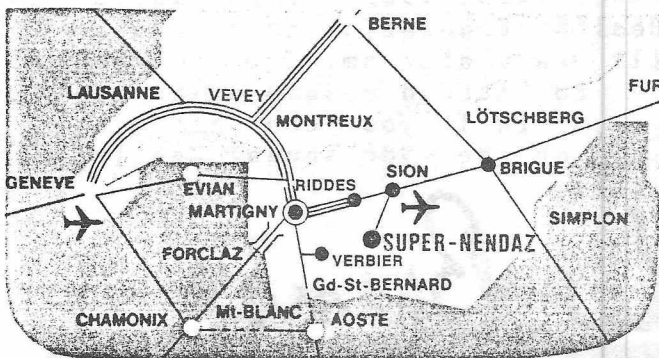 BERNE
LAUSANNE
VEVEY
MONTREUX
FUR
LÖTSCHBERG
GENEVE
EVIAN
RIDDES
SION
BRIGUE
MARTIGNY
SIMPLON
FORCLAZ
SUPER-NENDAZ
VERBIER
Gd-St-BERNARD
CHAMONIX
Mt-BLANC
AOSTE